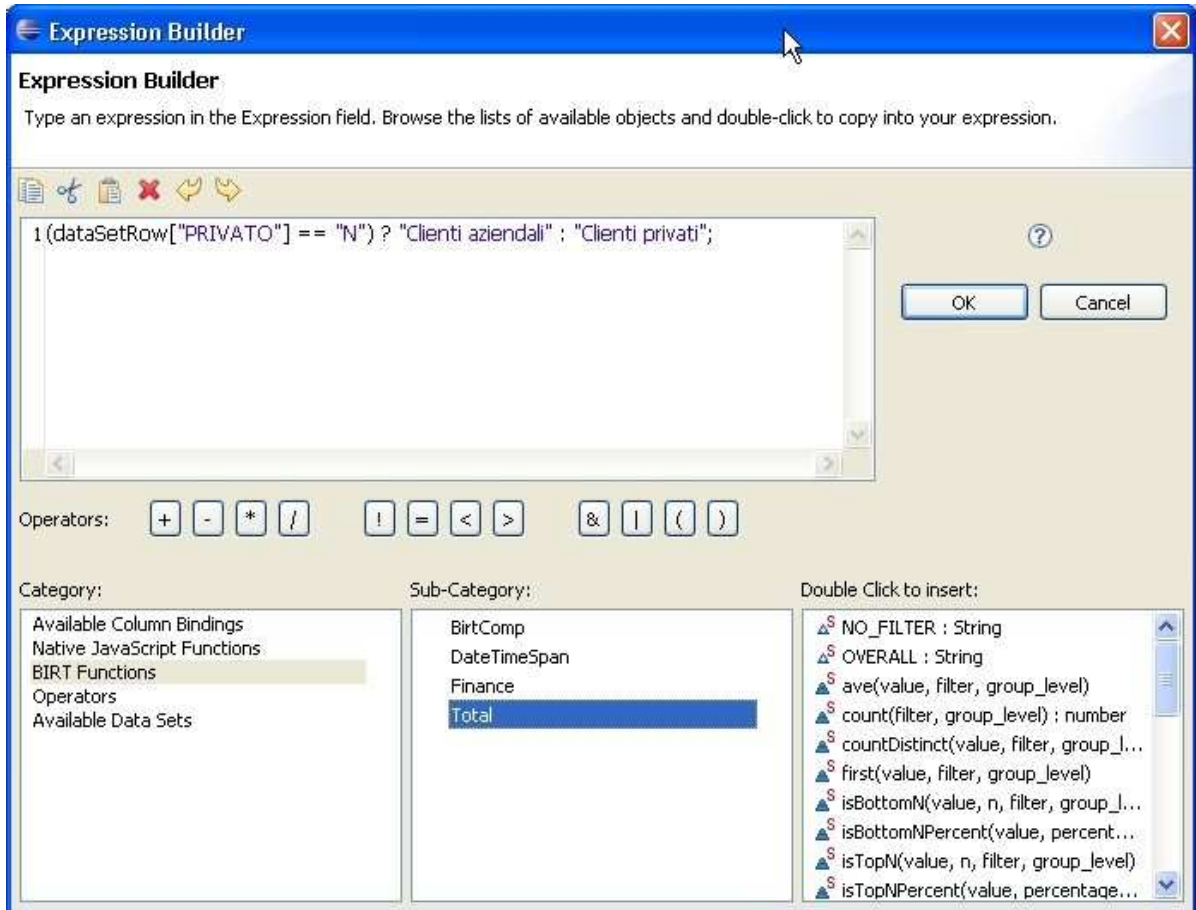 Expression Builder
Expression Builder
Type an expression in the Expression field. Browse the lists of available objects and double-click to copy into your expression.
1 (dataSetRow["PRIVATO"] == "N") ? "Clienti aziendali" : "Clienti privati";
?
OK Cancel
Operators: + - * / ! = < > & | ( )
Category: Sub-Category: Double Click to insert:
Available Column Bindings
Native JavaScript Functions
BIRT Functions
Operators
Available Data Sets
BirtComp
DateTimeSpan
Finance
Total
S NO_FILTER : String
S OVERALL : String
S ave(value, filter, group_level)
S count(filter, group_level) : number
S countDistinct(value, filter, group_l...
S first(value, filter, group_level)
S isBottomN(value, n, filter, group_l...
S isBottomNPercent(value, percent...
S isTopN(value, n, filter, group_level)
S isTopNPercent(value, percentage...